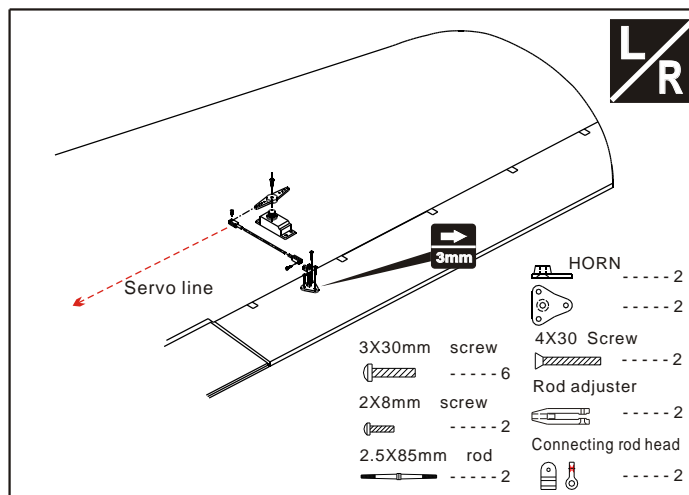 L/R
3mm
Servo line
HORN
- - - - - 2
- - - - - 2
3X30mm screw
- - - - - 6
2X8mm screw
- - - - - 2
2.5X85mm rod
- - - - - 2
4X30 Screw
- - - - - 2
Rod adjuster
- - - - - 2
Connecting rod head
- - - - - 2